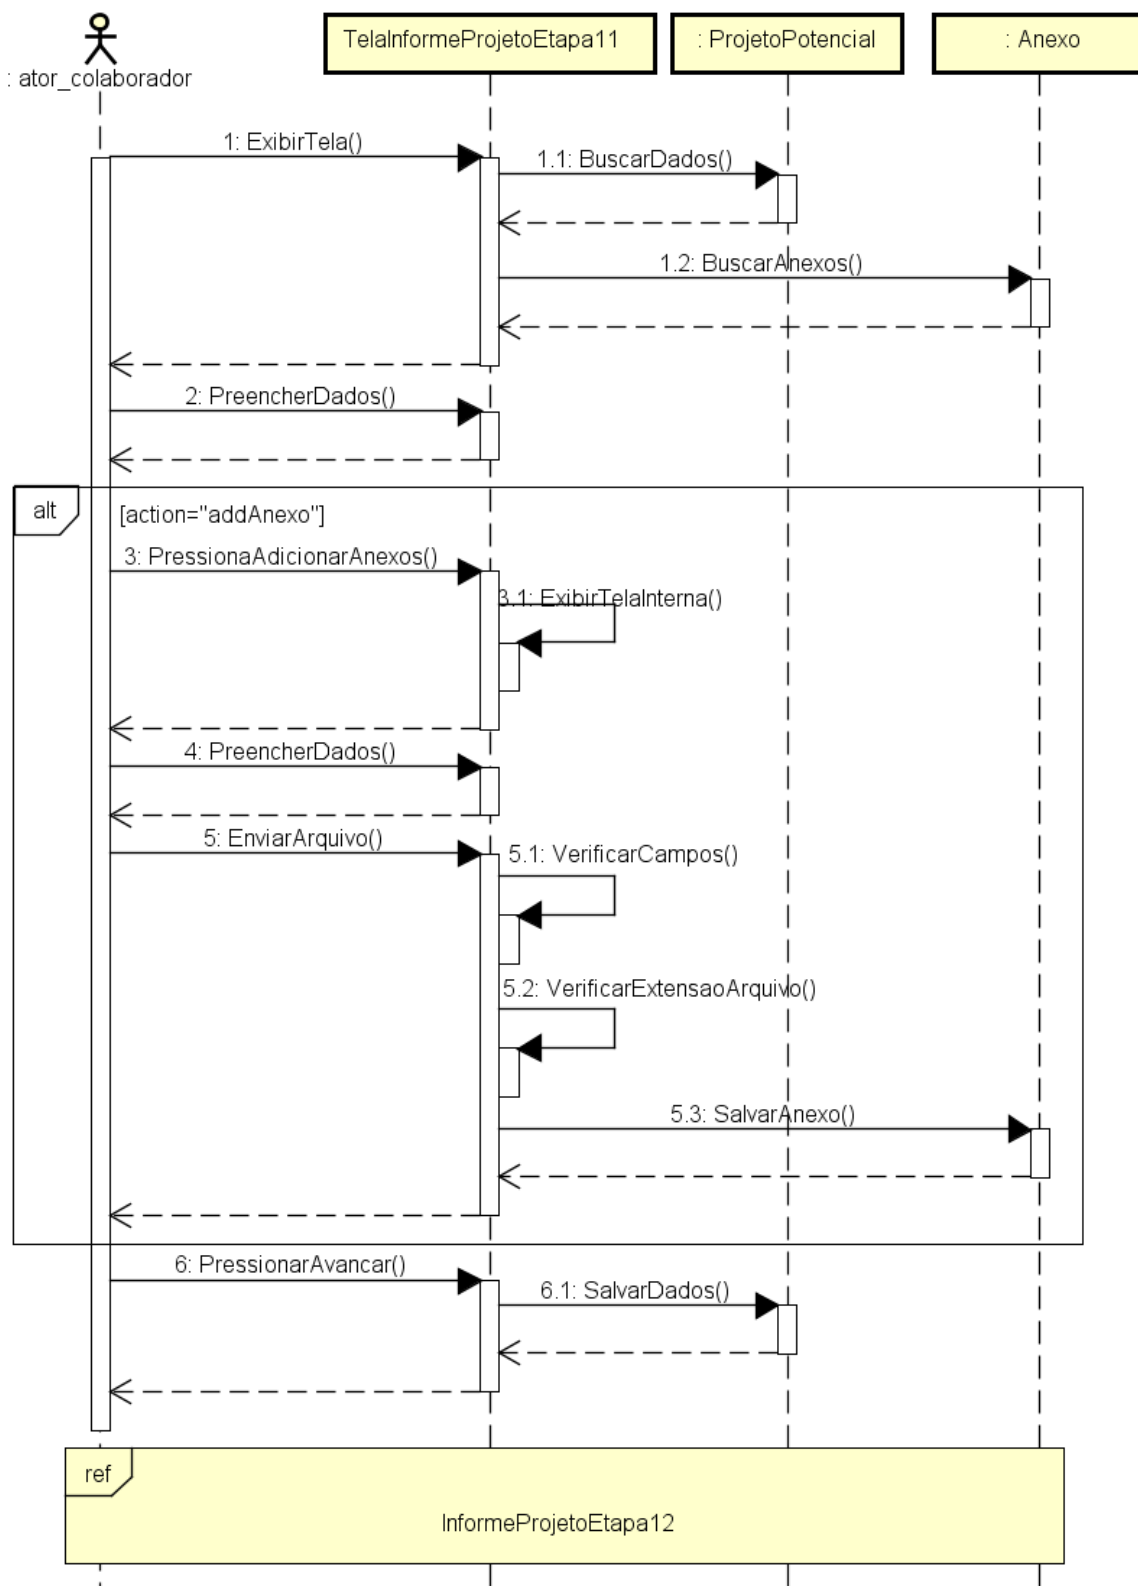 : ator_colaborador
TelaInformeProjetoEtapa11
: ProjetoPotencial
: Anexo
1: ExibirTela()
1.1: BuscarDados()
1.2: BuscarAnexos()
2: PreencherDados()
alt
[action="addAnexo"]
3: PressionaAdicionarAnexos()
3.1: ExibirTelaInterna()
4: PreencherDados()
5: EnviarArquivo()
5.1: VerificarCampos()
5.2: VerificarExtensaoArquivo()
5.3: SalvarAnexo()
6: PressionarAvancar()
6.1: SalvarDados()
ref
InformeProjetoEtapa12